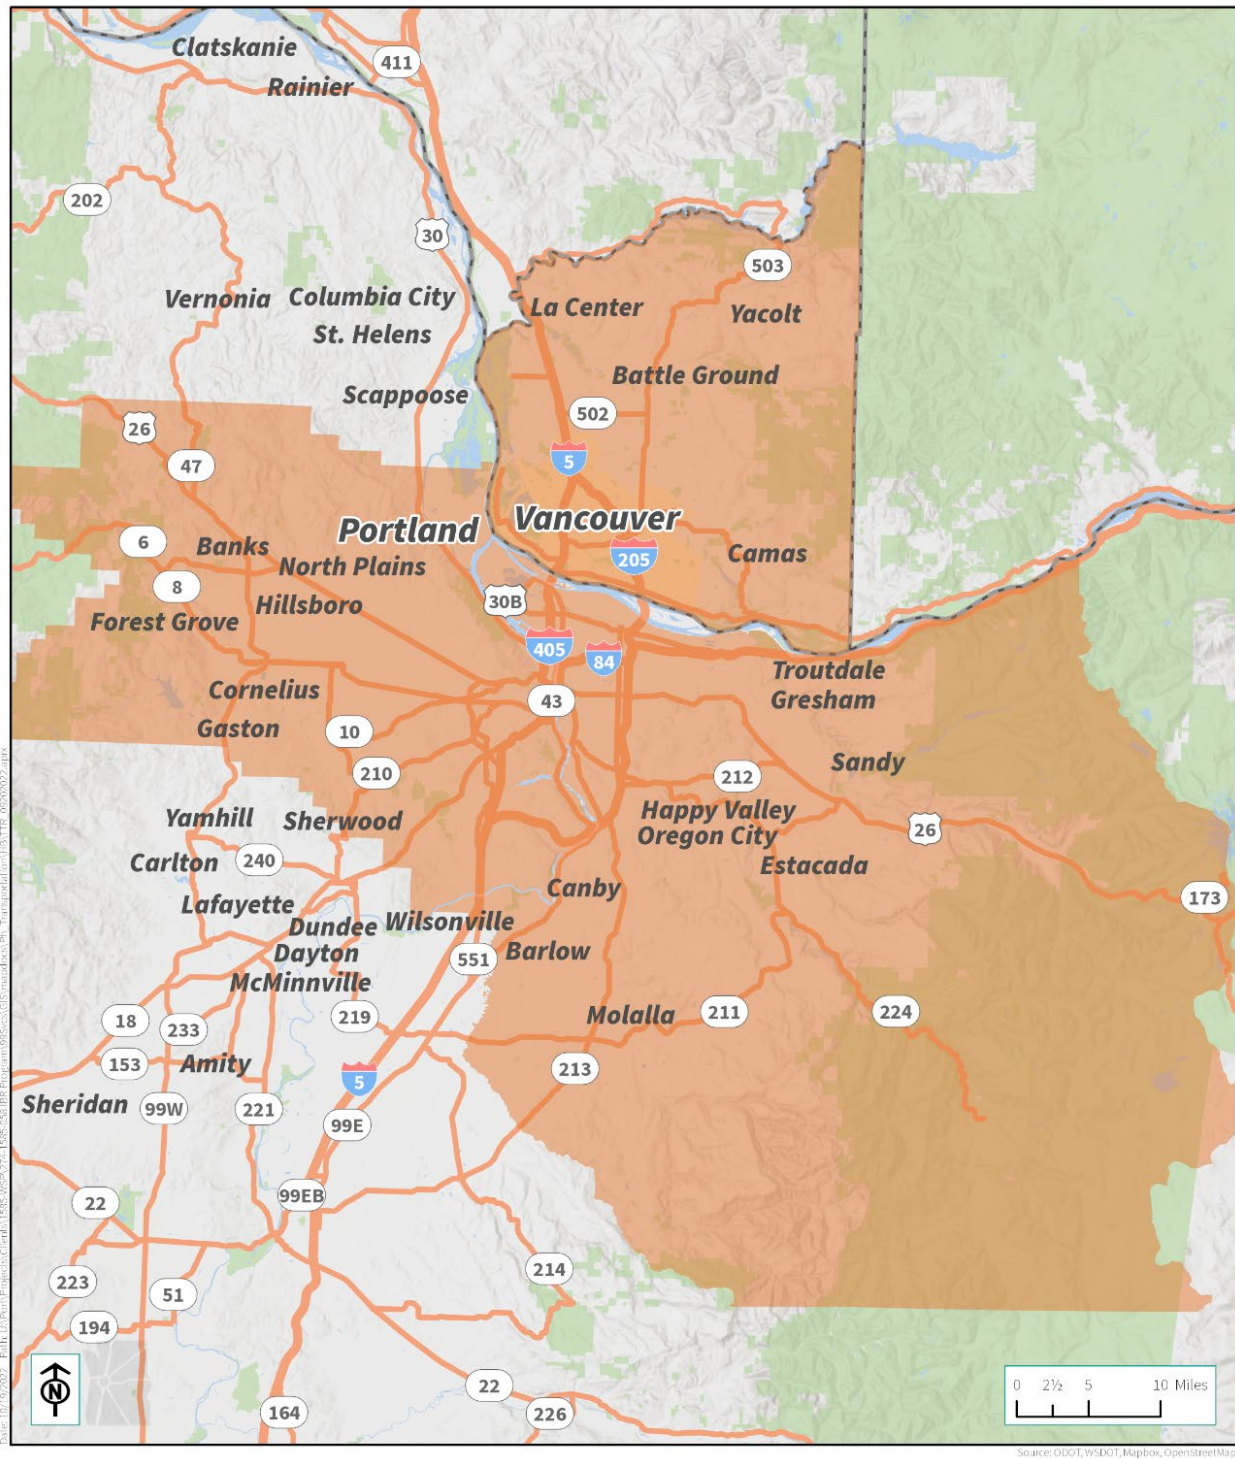 Clatskanie
411
Rainier
202
30
503
Vernonia
Columbia City
La Center
Yacolt
St. Helens
Battle Ground
Scappoose
502
26
47
5
Portland
Vancouver
6
Banks
205
Camas
North Plains
8
Hillsboro
30B
Forest Grove
405
84
Troutdale
Cornelius
43
Gresham
Gaston
10
210
212
Sandy
Yamhill
Sherwood
Happy Valley
Oregon City
26
Carlton
240
Estacada
Canby
173
Lafayette
Dundee
Wilsonville
Dayton
551
Barlow
McMinnville
18
233
219
Molalla
211
224
153
Amity
5
213
Sheridan
99W
221
99E
22
99EB
223
51
214
194
N
22
0 2½ 5 10 Miles
164
226
Source: ODOT, WSDOT, Mapbox, OpenStreetMap